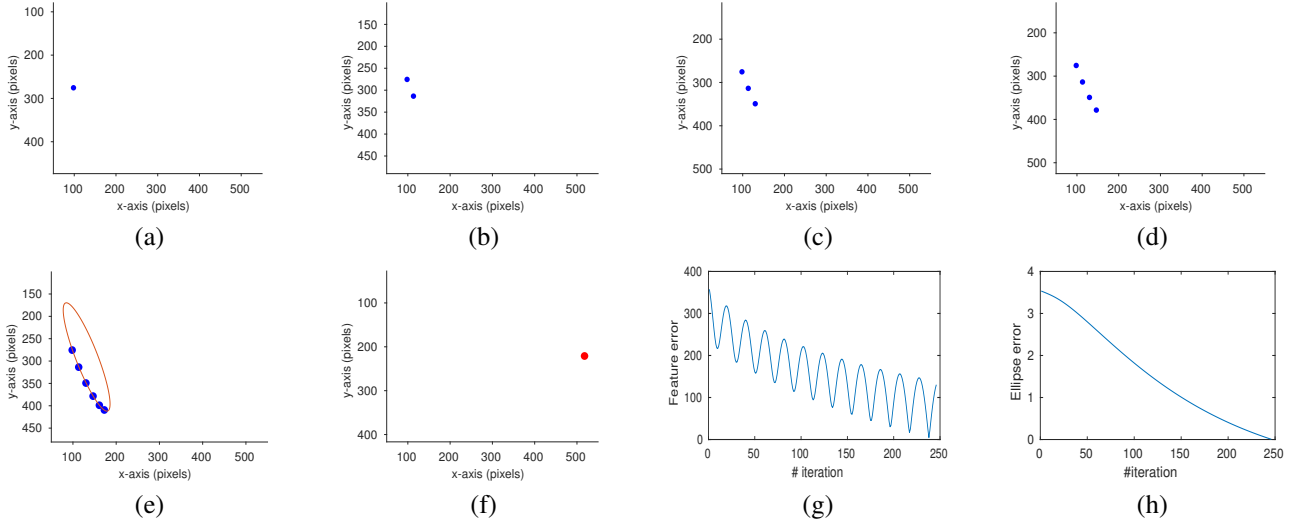 100
200
300
400
y-axis (pixels)
100 200 300 400 500
x-axis (pixels)
(a)
100
150
200
250
300
350
400
450
y-axis (pixels)
100 200 300 400 500
x-axis (pixels)
(b)
200
300
400
500
y-axis (pixels)
100 200 300 400 500
x-axis (pixels)
(c)
200
300
400
500
y-axis (pixels)
100 200 300 400 500
x-axis (pixels)
(d)
150
200
250
300
350
400
450
y-axis (pixels)
100 200 300 400 500
x-axis (pixels)
(e)
100
200
300
400
y-axis (pixels)
100 200 300 400 500
x-axis (pixels)
(f)
400
300
200
100
0
Feature error
0 50 100 150 200 250
# iteration
(g)
4
3
2
1
0
Ellipse error
0 50 100 150 200 250
#iteration
(h)